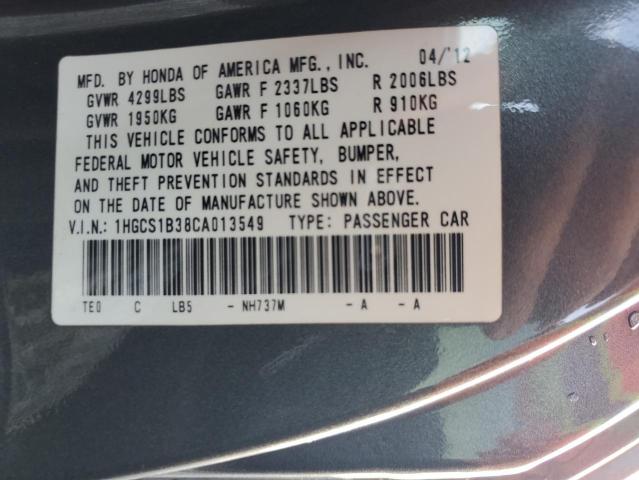 MFD. BY HONDA OF AMERICA MFG., INC. 04/'12
GVWR 4299LBS GAWR F 2337LBS R 2006LBS
GVWR 1950KG GAWR F 1060KG R 910KG
THIS VEHICLE CONFORMS TO ALL APPLICABLE
FEDERAL MOTOR VEHICLE SAFETY, BUMPER,
AND THEFT PREVENTION STANDARDS IN EFFECT
ON THE DATE OF MANUFACTURE SHOWN ABOVE.
V.I.N.: 1HGCS1B38CA013549 TYPE: PASSENGER CAR
TE0 C LB5 - NH737M - A - A